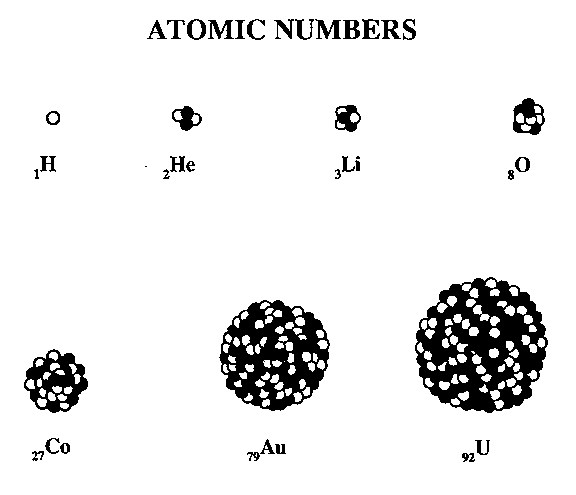 ATOMIC NUMBERS
₁H ₂He ₃Li ₈O
₂₇Co ₇₉Au ₉₂U